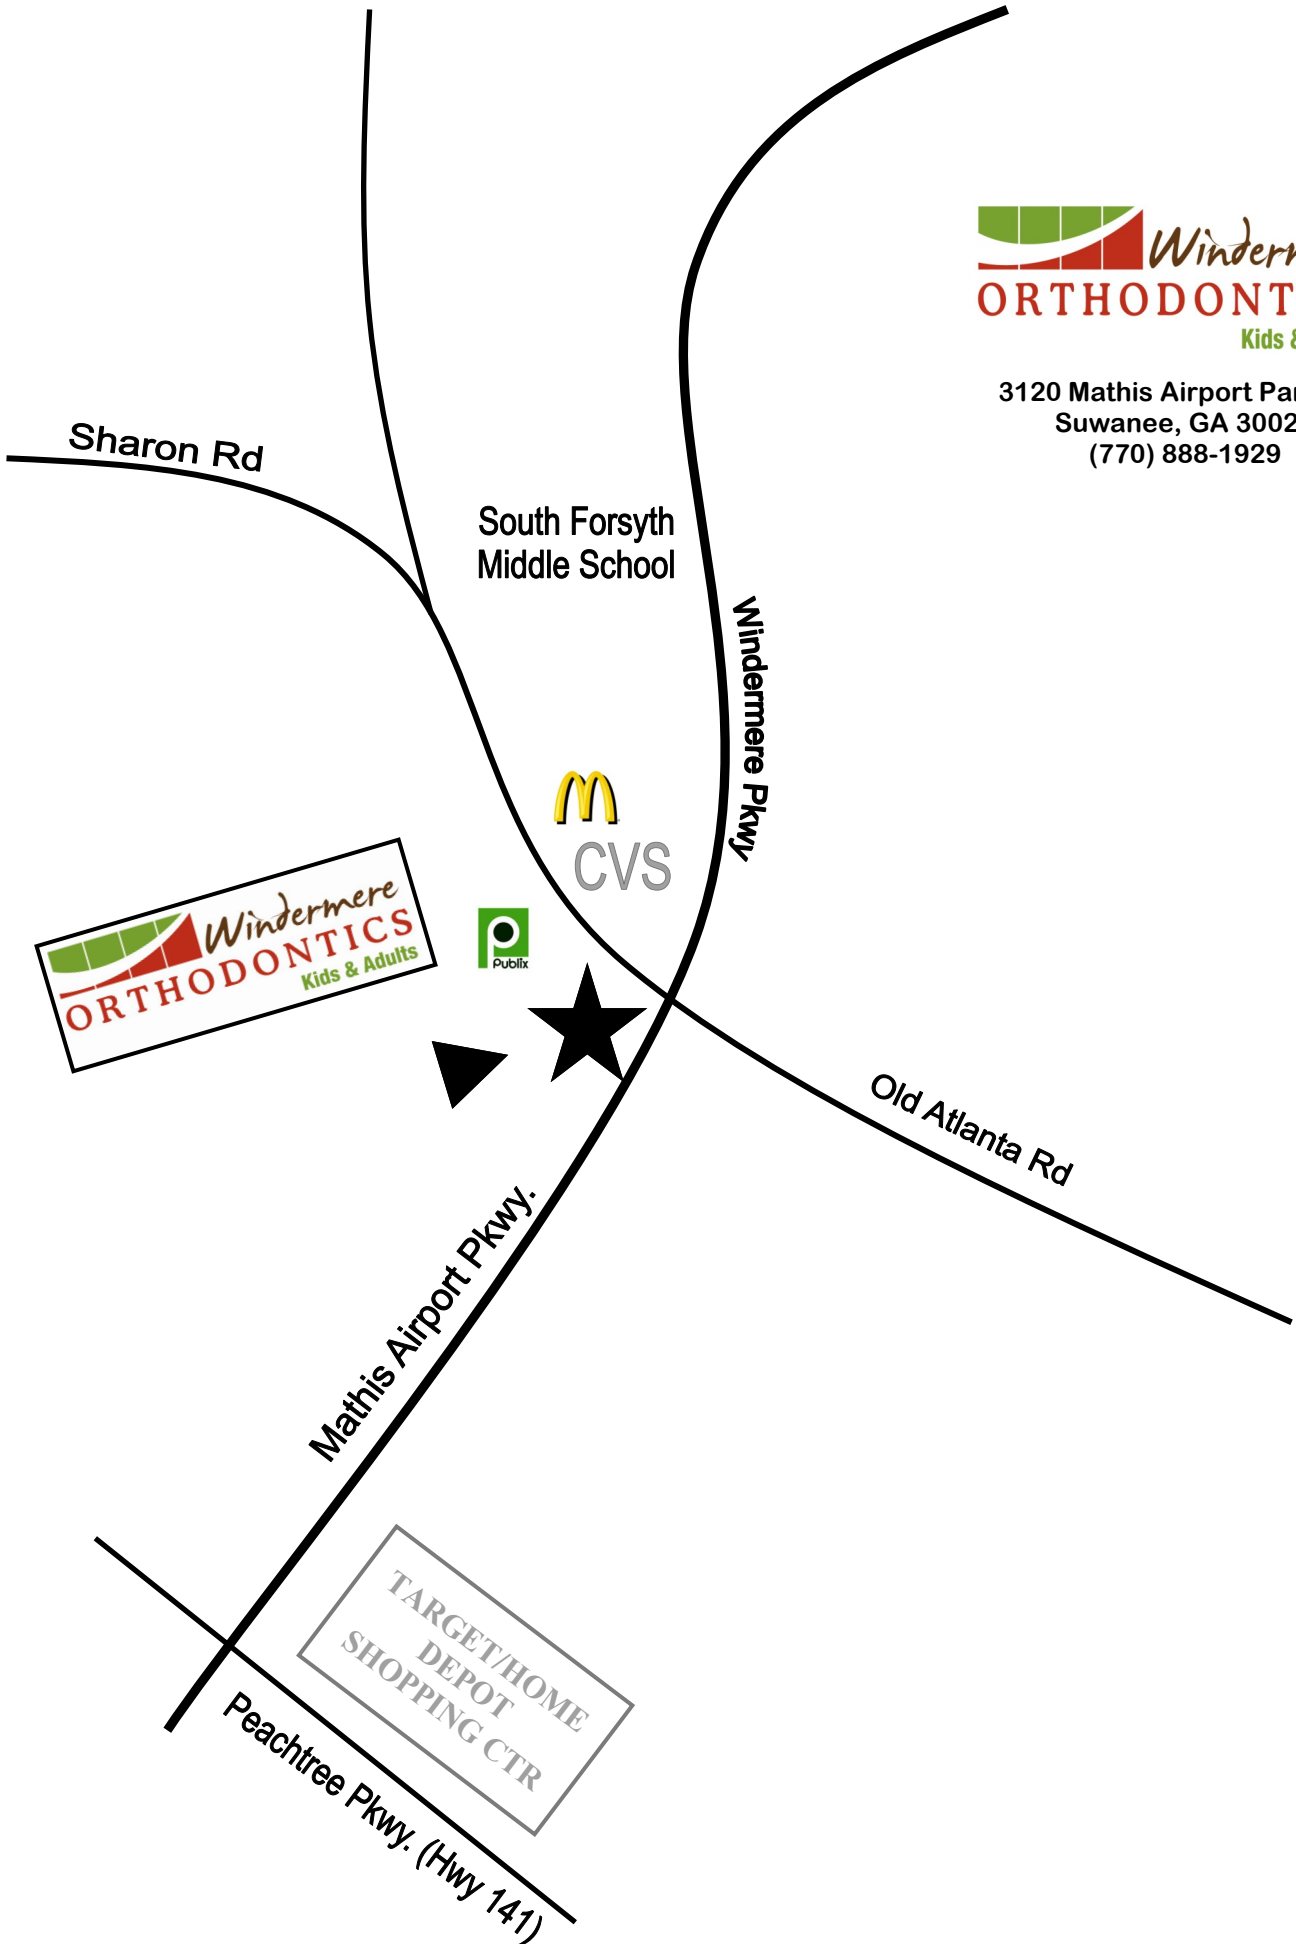 Windermere
ORTHODONT
Kids &
3120 Mathis Airport Par
Suwanee, GA 3002
(770) 888-1929
Sharon Rd
South Forsyth
Middle School
Windermere Pkwy
CVS
Publix
Windermere
ORTHODONTICS
Kids & Adults
Old Atlanta Rd
Mathis Airport Pkwy.
TARGET/HOME
DEPOT
SHOPPING CTR
Peachtree Pkwy. (Hwy 141)